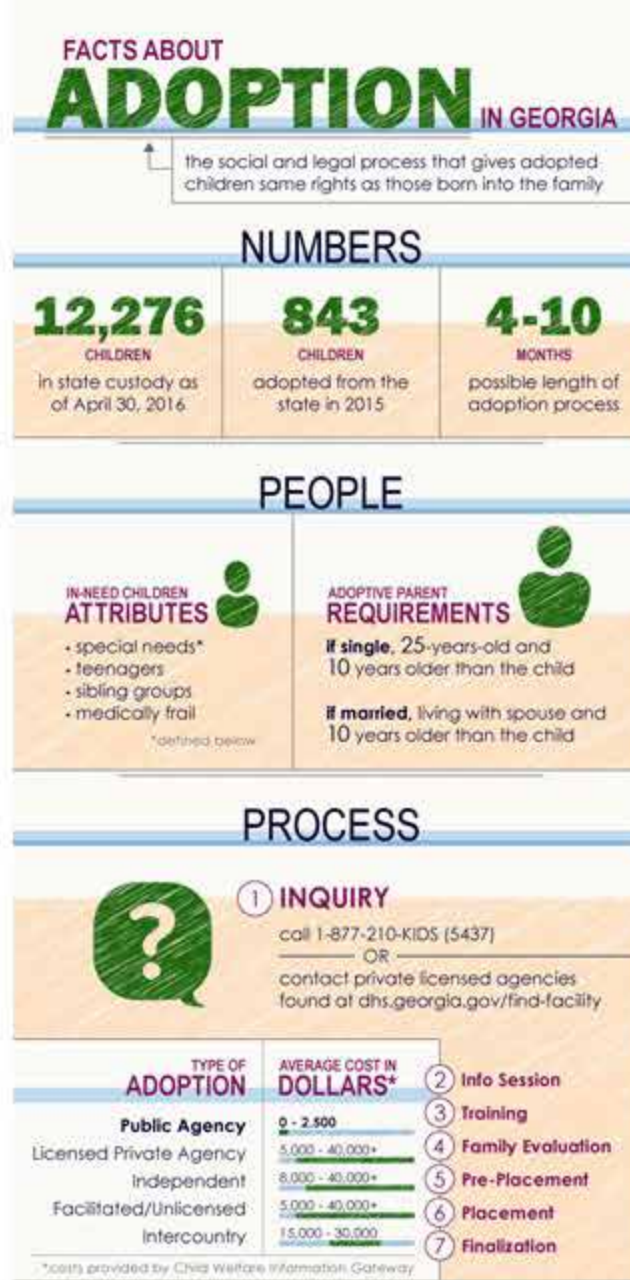 FACTS ABOUT
ADOPTION
IN GEORGIA
the social and legal process that gives adopted
children same rights as those born into the family
NUMBERS
12,276
CHILDREN
in state custody as
of April 30, 2016
843
CHILDREN
adopted from the
state in 2015
4-10
MONTHS
possible length of
adoption process
PEOPLE
IN-NEED CHILDREN
ATTRIBUTES
• special needs*
• teenagers
• sibling groups
• medically frail
*defined below
ADOPTIVE PARENT
REQUIREMENTS
if single, 25-years-old and
10 years older than the child
if married, living with spouse and
10 years older than the child
PROCESS
?
1 INQUIRY
call 1-877-210-KIDS (5437)
OR
contact private licensed agencies
found at dhs.georgia.gov/find-facility
TYPE OF
ADOPTION
AVERAGE COST IN
DOLLARS*
Public Agency 0 - 2,500
Licensed Private Agency 5,000 - 40,000+
Independent 8,000 - 40,000+
Facilitated/Unlicensed 5,000 - 40,000+
Intercountry 15,000 - 30,000
*costs provided by Child Welfare Information Gateway
2 Info Session
3 Training
4 Family Evaluation
5 Pre-Placement
6 Placement
7 Finalization